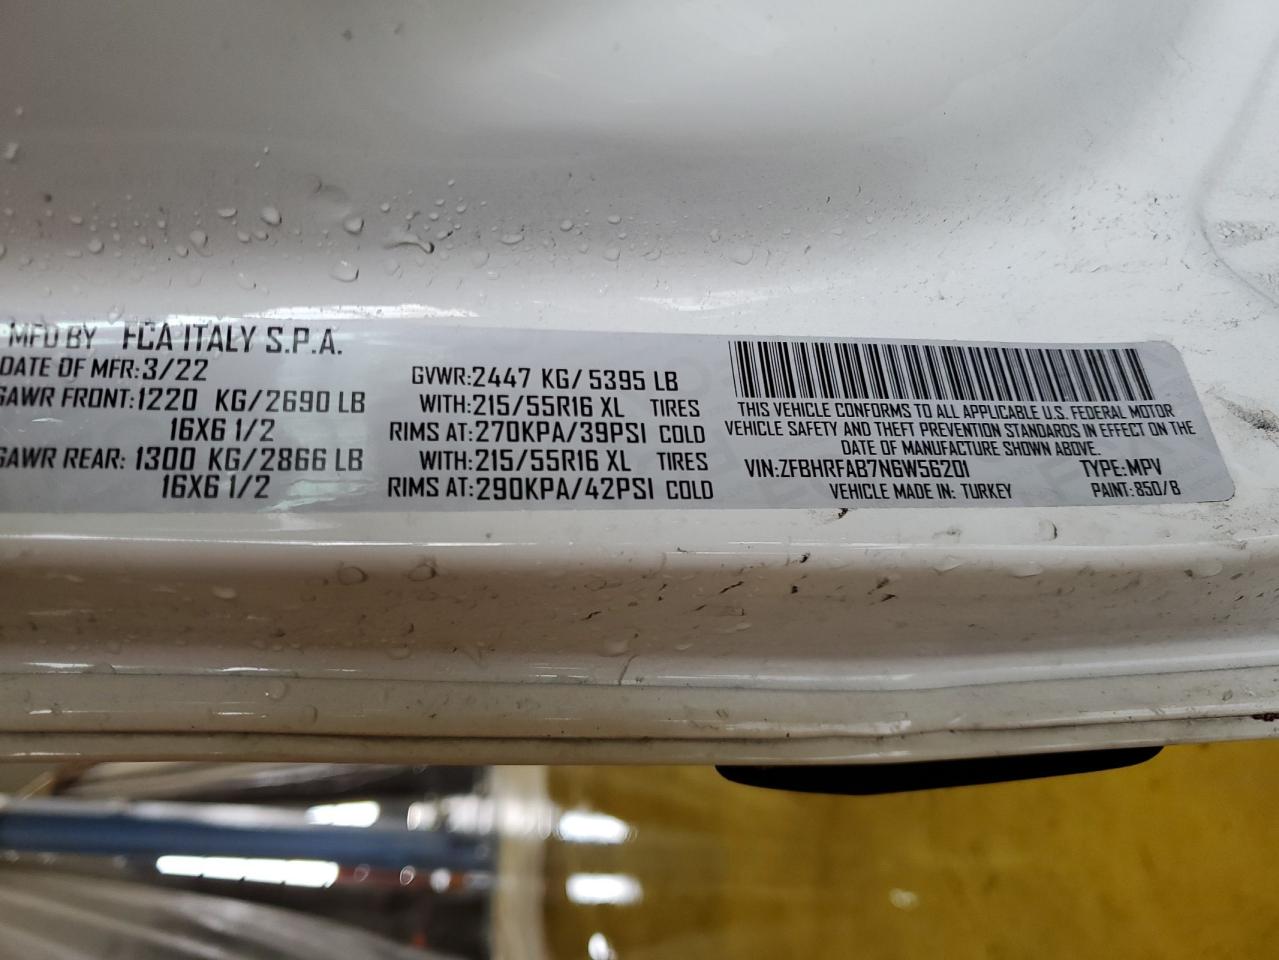 MFD BY FCA ITALY S.P.A.
DATE OF MFR:3/22
GAWR FRONT:1220 KG/2690 LB
16X6 1/2
GAWR REAR: 1300 KG/2866 LB
16X6 1/2
GVWR:2447 KG/5395 LB
WITH:215/55R16 XL TIRES
RIMS AT:270KPA/39PSI COLD
WITH:215/55R16 XL TIRES
RIMS AT:290KPA/42PSI COLD
THIS VEHICLE CONFORMS TO ALL APPLICABLE U.S. FEDERAL MOTOR
VEHICLE SAFETY AND THEFT PREVENTION STANDARDS IN EFFECT ON THE
DATE OF MANUFACTURE SHOWN ABOVE.
VIN:ZFBHRFAB7N6W56201 TYPE:MPV
VEHICLE MADE IN: TURKEY PAINT:850/B